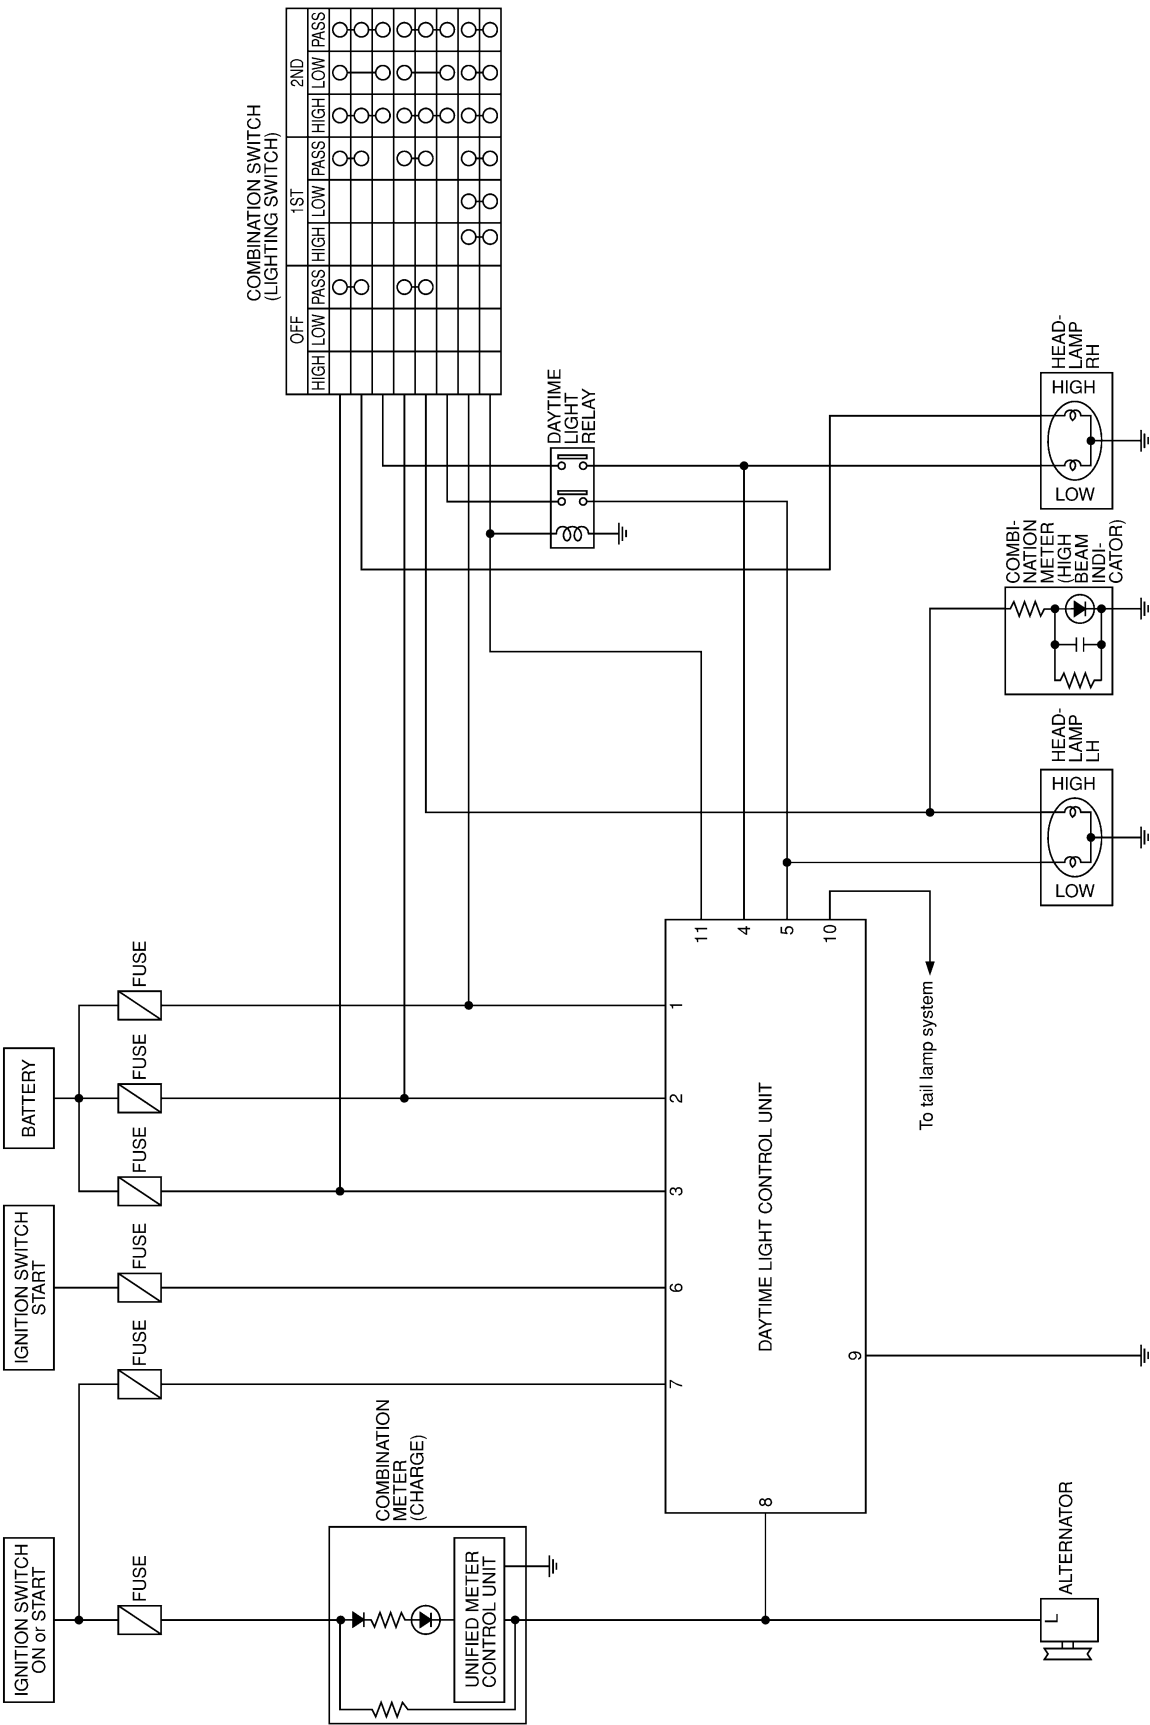 IGNITION SWITCH
ON or START
IGNITION SWITCH
START
BATTERY
FUSE
FUSE
FUSE
FUSE
FUSE
FUSE
COMBINATION SWITCH
(LIGHTING SWITCH)
OFF
1ST
2ND
HIGH
LOW
PASS
HIGH
LOW
PASS
HIGH
LOW
PASS
COMBINATION
METER
(CHARGE)
UNIFIED METER
CONTROL UNIT
DAYTIME
LIGHT
RELAY
8
7
6
3
2
1
9
10
5
4
11
DAYTIME LIGHT CONTROL UNIT
To tail lamp system
ALTERNATOR
L
HEAD-
LAMP
LH
HIGH
LOW
COMBI-
NATION
METER
(HIGH
BEAM
INDI-
CATOR)
HEAD-
LAMP
RH
HIGH
LOW